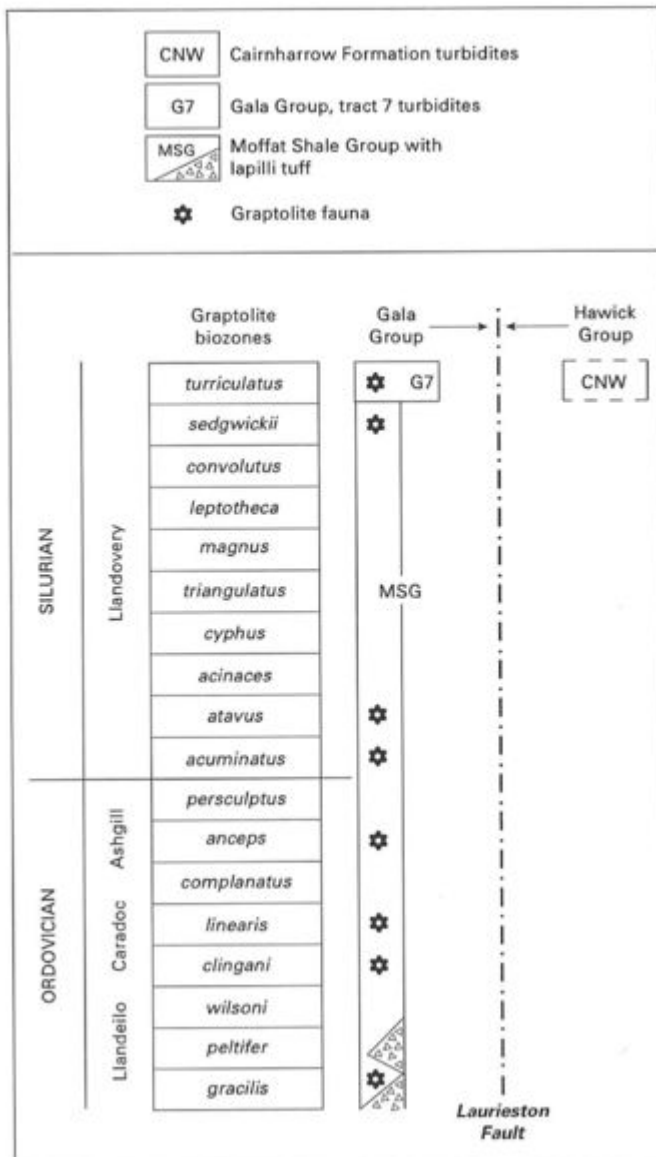 CNW Cairnharrow Formation turbidites
G7 Gala Group, tract 7 turbidites
MSG Moffat Shale Group with
lapilli tuff
Graptolite fauna
Graptolite
biozones
Gala
Group
Hawick
Group
SILURIAN
Llandovery
turriculatus
G7
CNW
sedgwickii
convolutus
leptotheca
magnus
triangulatus
MSG
cyphus
acinaces
atavus
acuminatus
ORDOVICIAN
Ashgill
persculptus
anceps
complanatus
Caradoc
linearis
clingani
Llandeilo
wilsoni
peltifer
gracilis
Laurieston
Fault